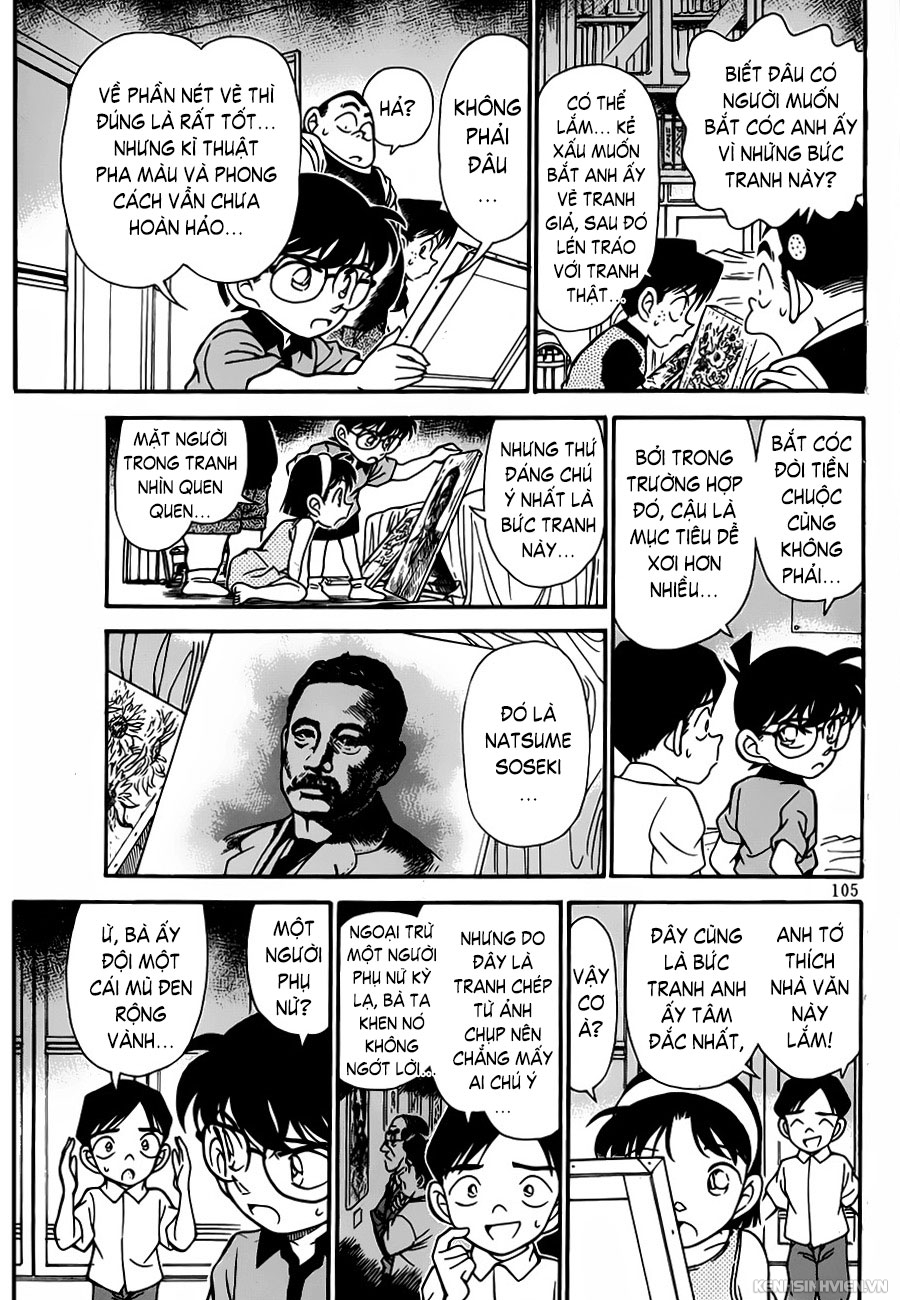 BIẾT ĐÂU CÓ
NGƯỜI MUỐN
BẮT CÓC ANH ẤY
VÌ NHỮNG BỨC
TRANH NÀY?
CÓ THỂ
LẮM... KẺ
XẤU MUỐN
BẮT ANH ẤY
VẼ TRANH
GIẢ, SAU ĐÓ
LÉN TRÁO
VỚI TRANH
THẬT...
KHÔNG
PHẢI
ĐÂU
...
HẢ?
VỀ PHẦN NÉT VẼ THÌ
ĐÚNG LÀ RẤT TỐT...
NHƯNG KĨ THUẬT
PHA MÀU VÀ PHONG
CÁCH VẨN CHƯA
HOÀN HẢO...
BẮT CÓC
ĐÒI TIỀN
CHUỘC
CŨNG
KHÔNG
PHẢI...
BỞI TRONG
TRƯỜNG HỢP
ĐÓ, CẬU LÀ
MỤC TIÊU DỄ
XƠI HƠN
NHIỀU...
NHƯNG THỨ
ĐÁNG CHÚ
Ý NHẤT LÀ
BỨC TRANH
NÀY...
MẶT NGƯỜI
TRONG TRANH
NHÌN QUEN
QUEN...
ĐÓ LÀ
NATSUME
SOSEKI
...
105
ANH TỚ
THÍCH
NHÀ VĂN
NÀY
LẮM!
ĐÂY CŨNG
LÀ BỨC
TRANH ANH
ẤY TÂM
ĐẮC NHẤT,
VẬY CƠ
À?
NHƯNG DO
ĐÂY LÀ
TRANH CHÉP
TỪ ẢNH
CHỤP NÊN
CHẲNG MẤY
AI CHÚ Ý
...
NGOẠI TRỪ
MỘT NGƯỜI
PHỤ NỮ KỲ
LẠ, BÀ TA
KHEN NÓ
KHÔNG
NGỚT LỜI...
MỘT
NGƯỜI
PHỤ
NỮ?
Ừ, BÀ ẤY
ĐỘI MỘT
CÁI MŨ ĐEN
RỘNG
VÀNH...
KENHSINHVIEN.VN